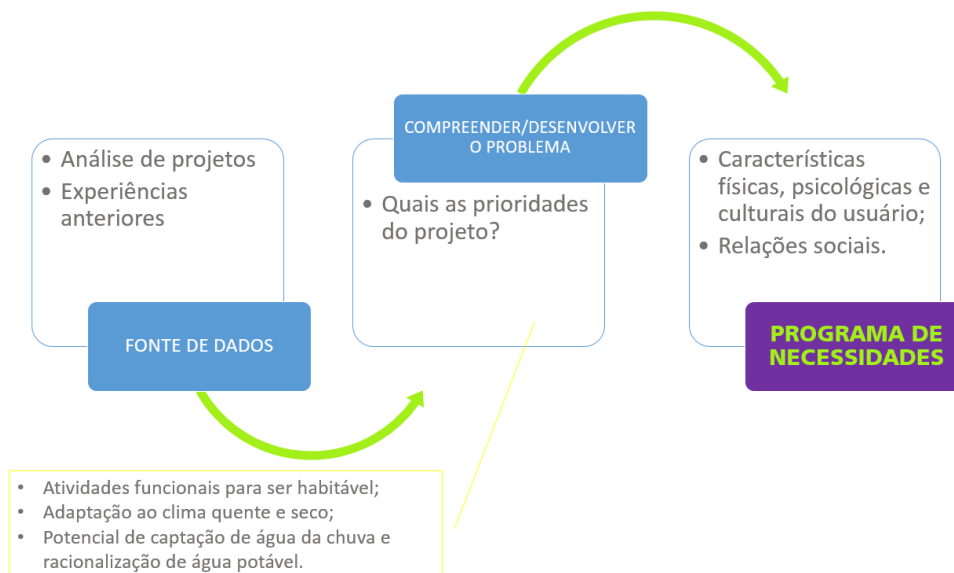 • Análise de projetos
• Experiências
anteriores
FONTE DE DADOS
COMPREENDER/DESENVOLVER
O PROBLEMA
• Quais as prioridades
do projeto?
• Características
físicas, psicológicas e
culturais do usuário;
• Relações sociais.
PROGRAMA DE
NECESSIDADES
• Atividades funcionais para ser habitável;
• Adaptação ao clima quente e seco;
• Potencial de captação de água da chuva e
racionalização de água potável.